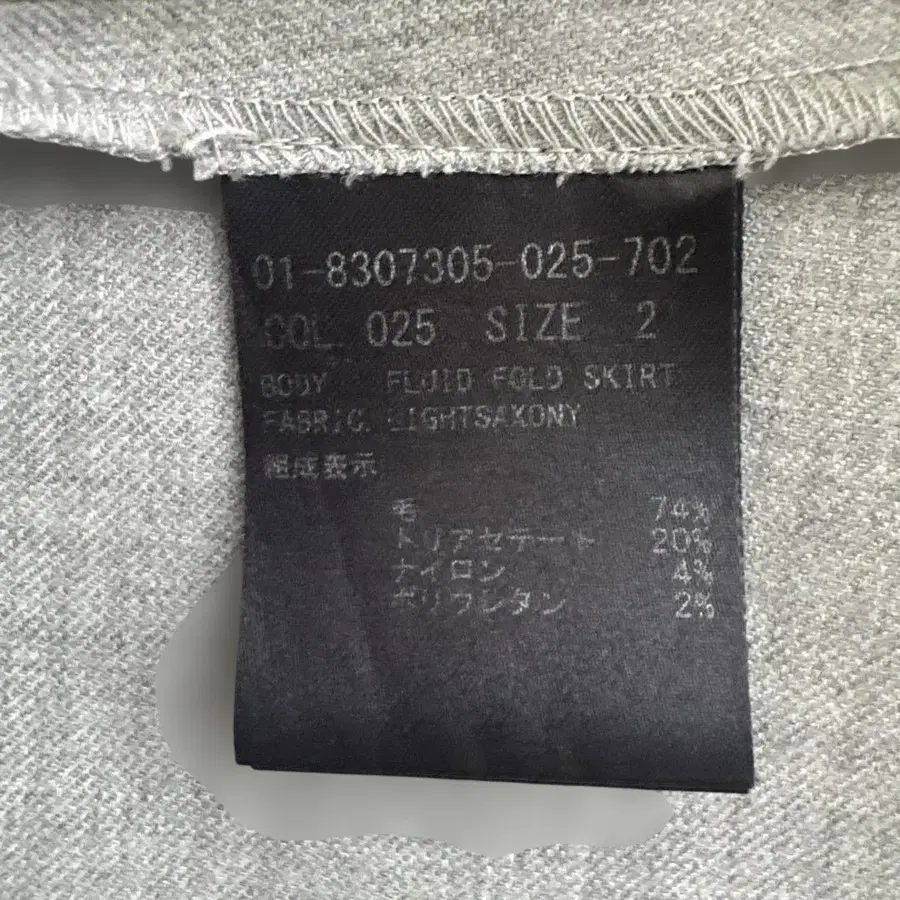 01-8307305-025-702
COL. 025 SIZE 2
BODY FLUID FOLD SKIRT
FABRIC. LIGHTSAXONY
組成表示
毛 74%
トリアセテート 20%
ナイロン 4%
ポリウレタン 2%